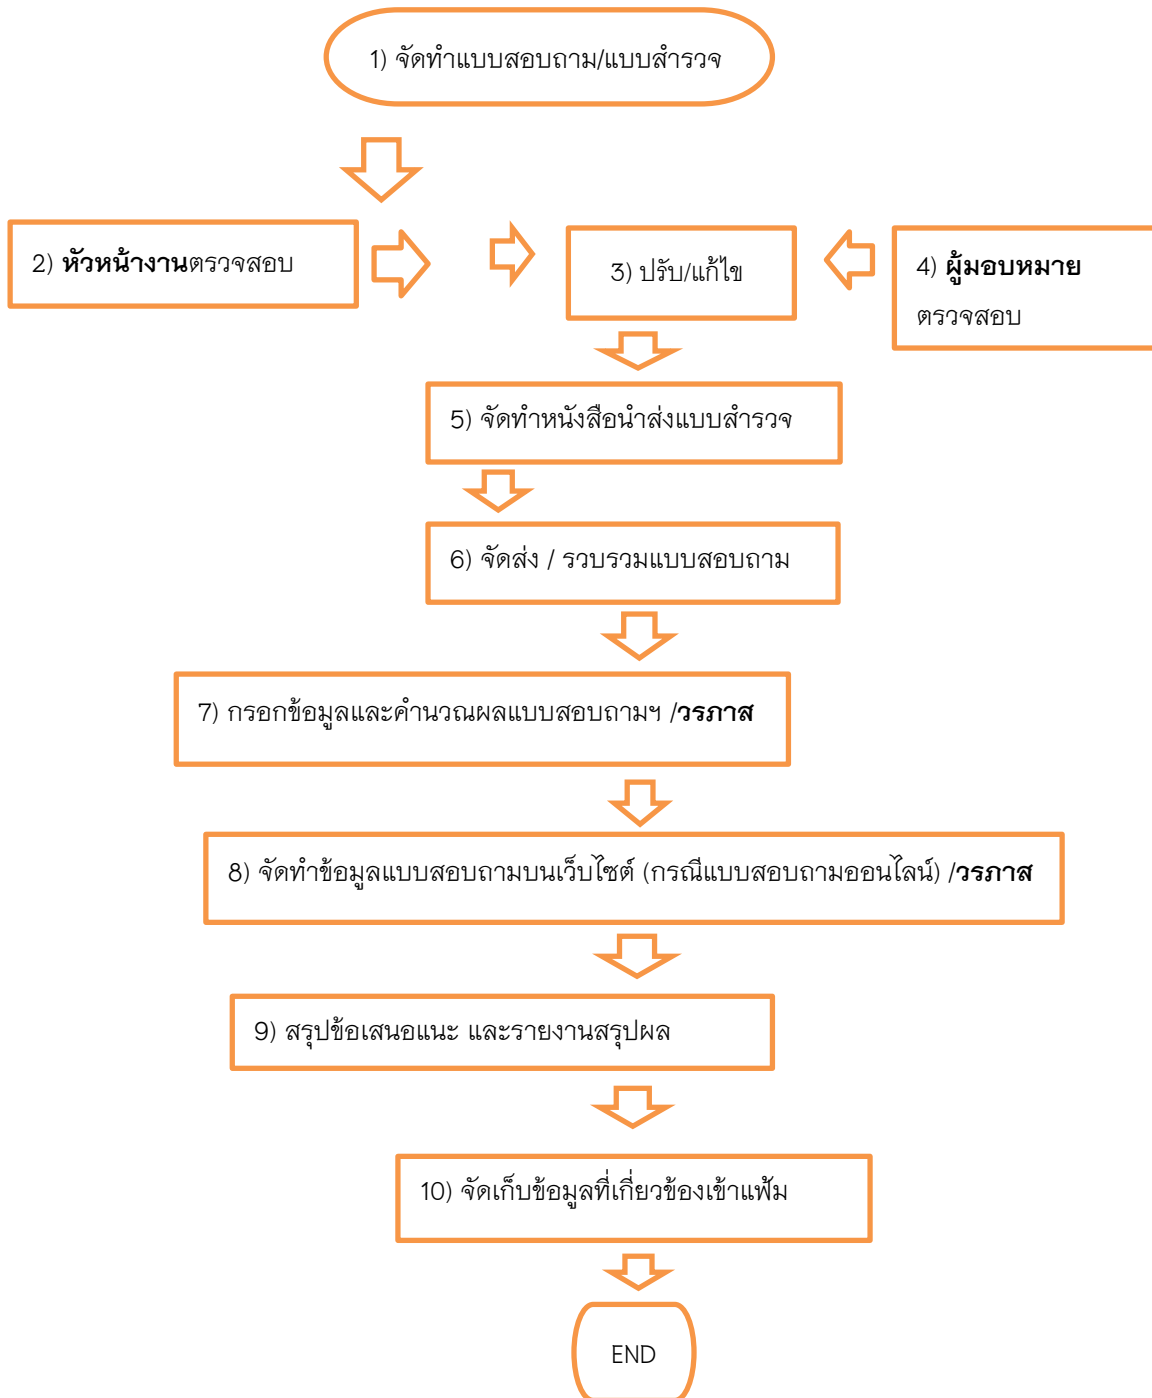 1) จัดทำแบบสอบถาม/แบบสำรวจ
2) หัวหน้างานตรวจสอบ
3) ปรับ/แก้ไข
4) ผู้มอบหมาย
ตรวจสอบ
5) จัดทำหนังสือนำส่งแบบสำรวจ
6) จัดส่ง / รวบรวมแบบสอบถาม
7) กรอกข้อมูลและคำนวณผลแบบสอบถามฯ /วรภาส
8) จัดทำข้อมูลแบบสอบถามบนเว็บไซต์ (กรณีแบบสอบถามออนไลน์) /วรภาส
9) สรุปข้อเสนอแนะ และรายงานสรุปผล
10) จัดเก็บข้อมูลที่เกี่ยวข้องเข้าแฟ้ม
END